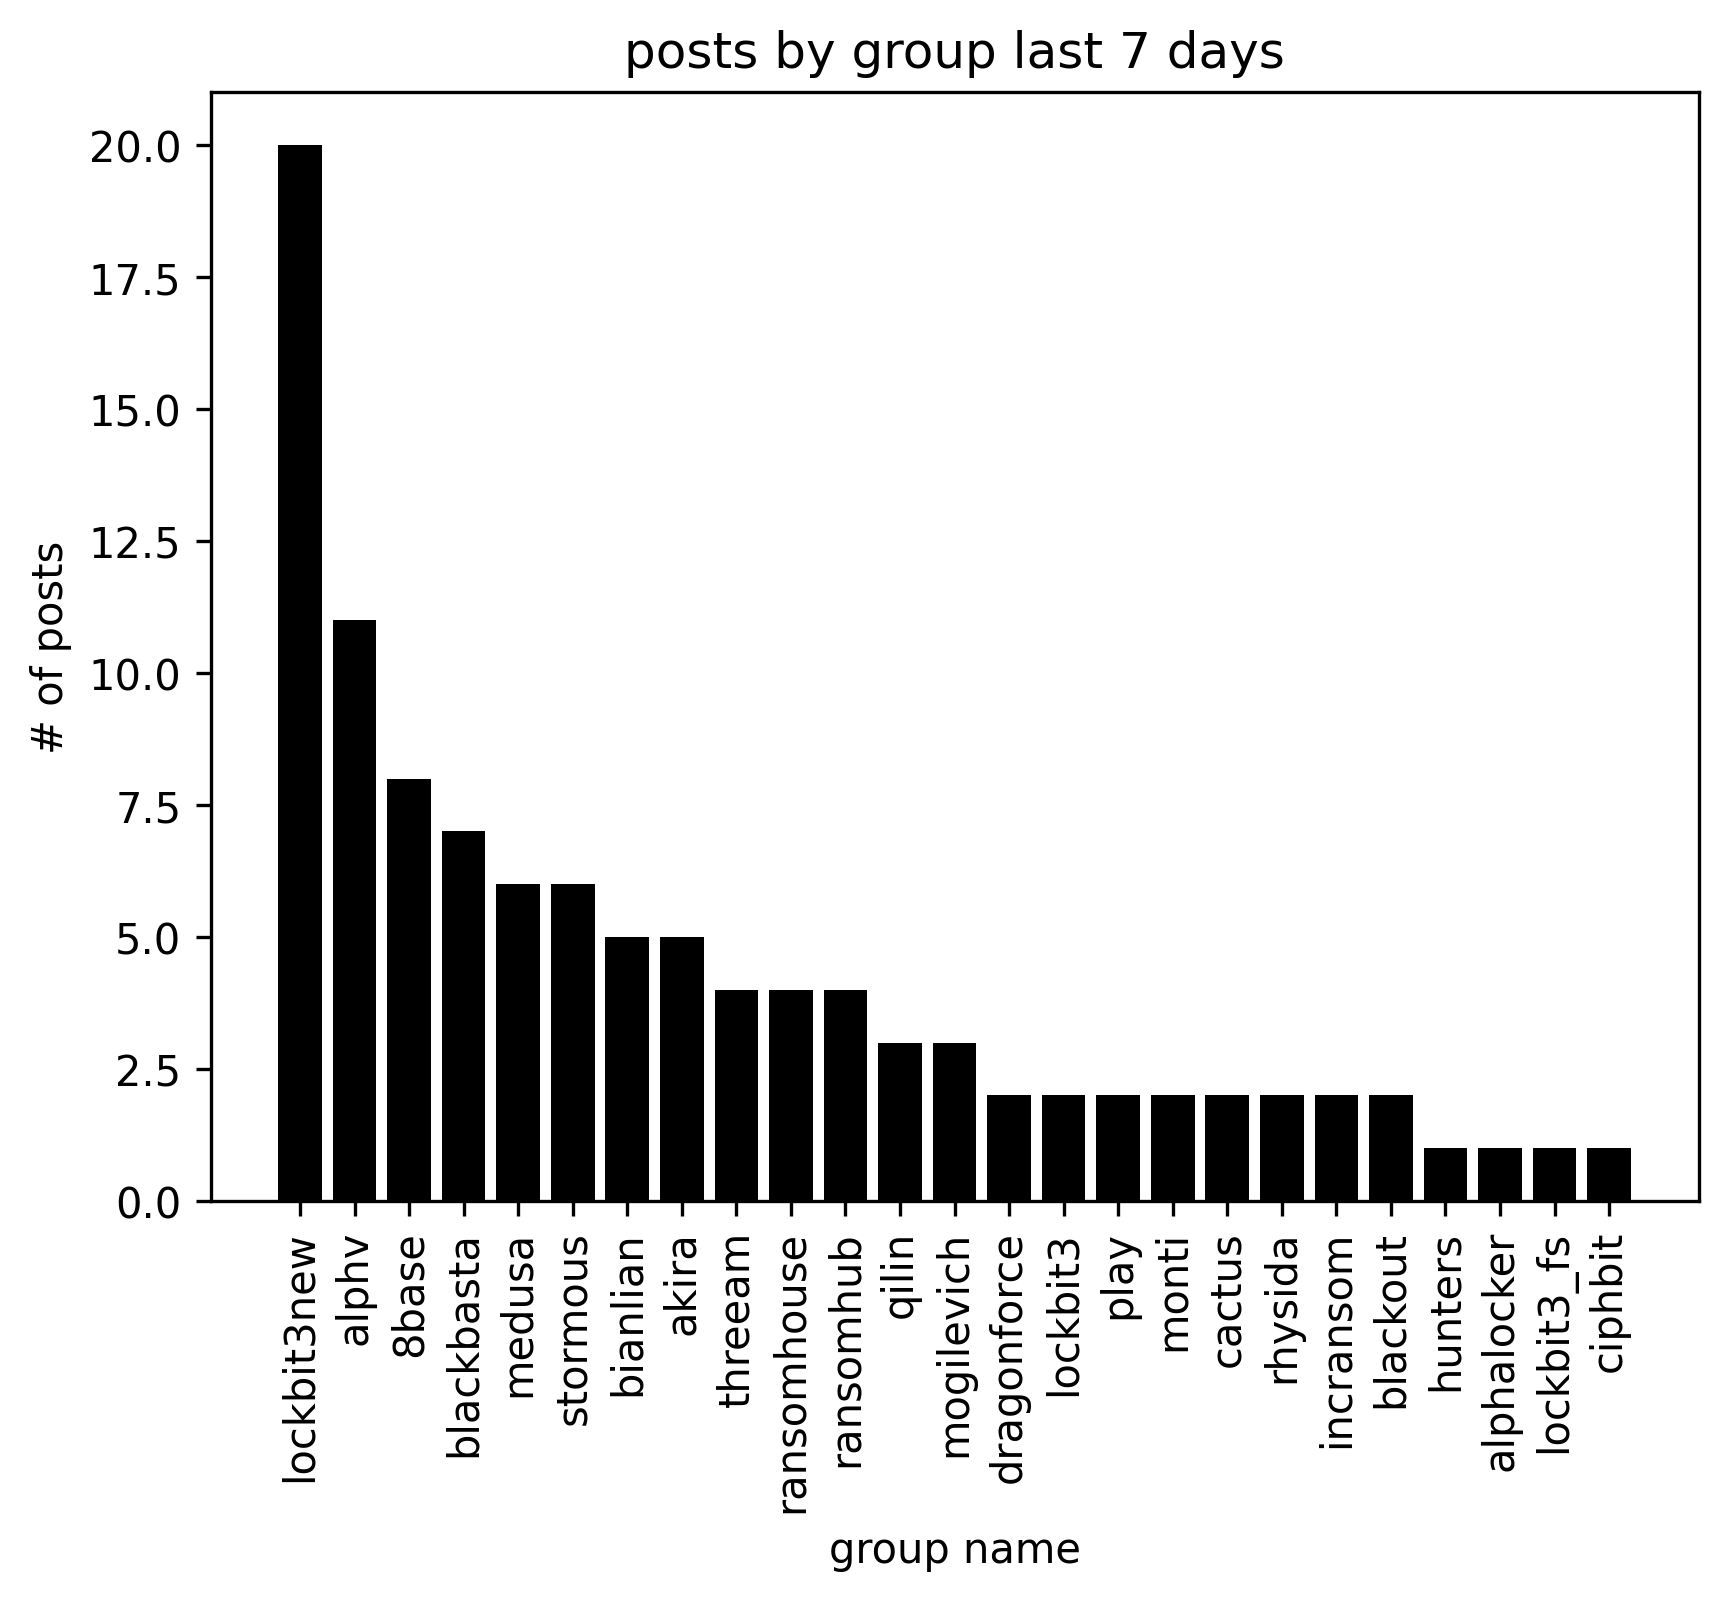 posts by group last 7 days
20.0
17.5
15.0
12.5
10.0
7.5
5.0
2.5
0.0
# of posts
lockbit3new
alphv
8base
blackbasta
medusa
stormous
bianlian
akira
threeam
ransomhouse
ransomhub
qilin
mogilevich
dragonforce
lockbit3
play
monti
cactus
rhysida
incransom
blackout
hunters
alphalocker
lockbit3_fs
ciphbit
group name